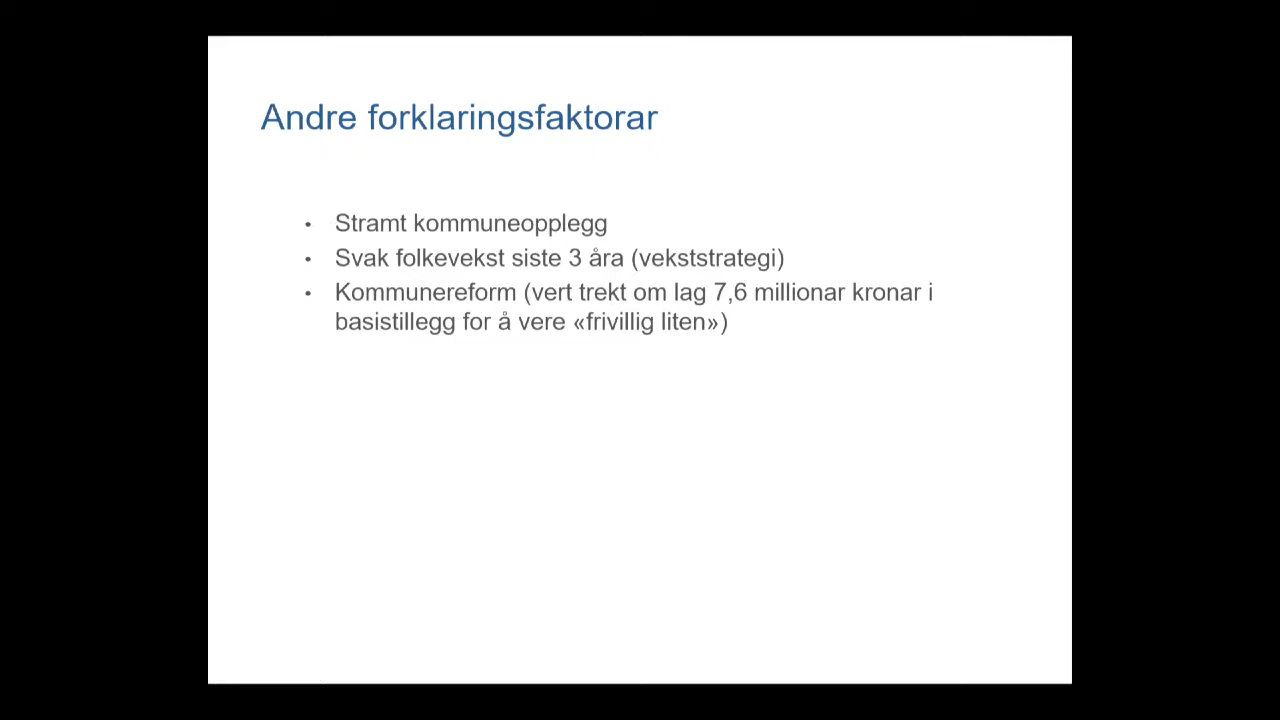 Andre forklaringsfaktorar
• Stramt kommuneopplegg
• Svak folkevekst siste 3 åra (vekststrategi)
• Kommunereform (vert trekt om lag 7,6 millionar kronar i
basistillegg for å vere «frivillig liten»)